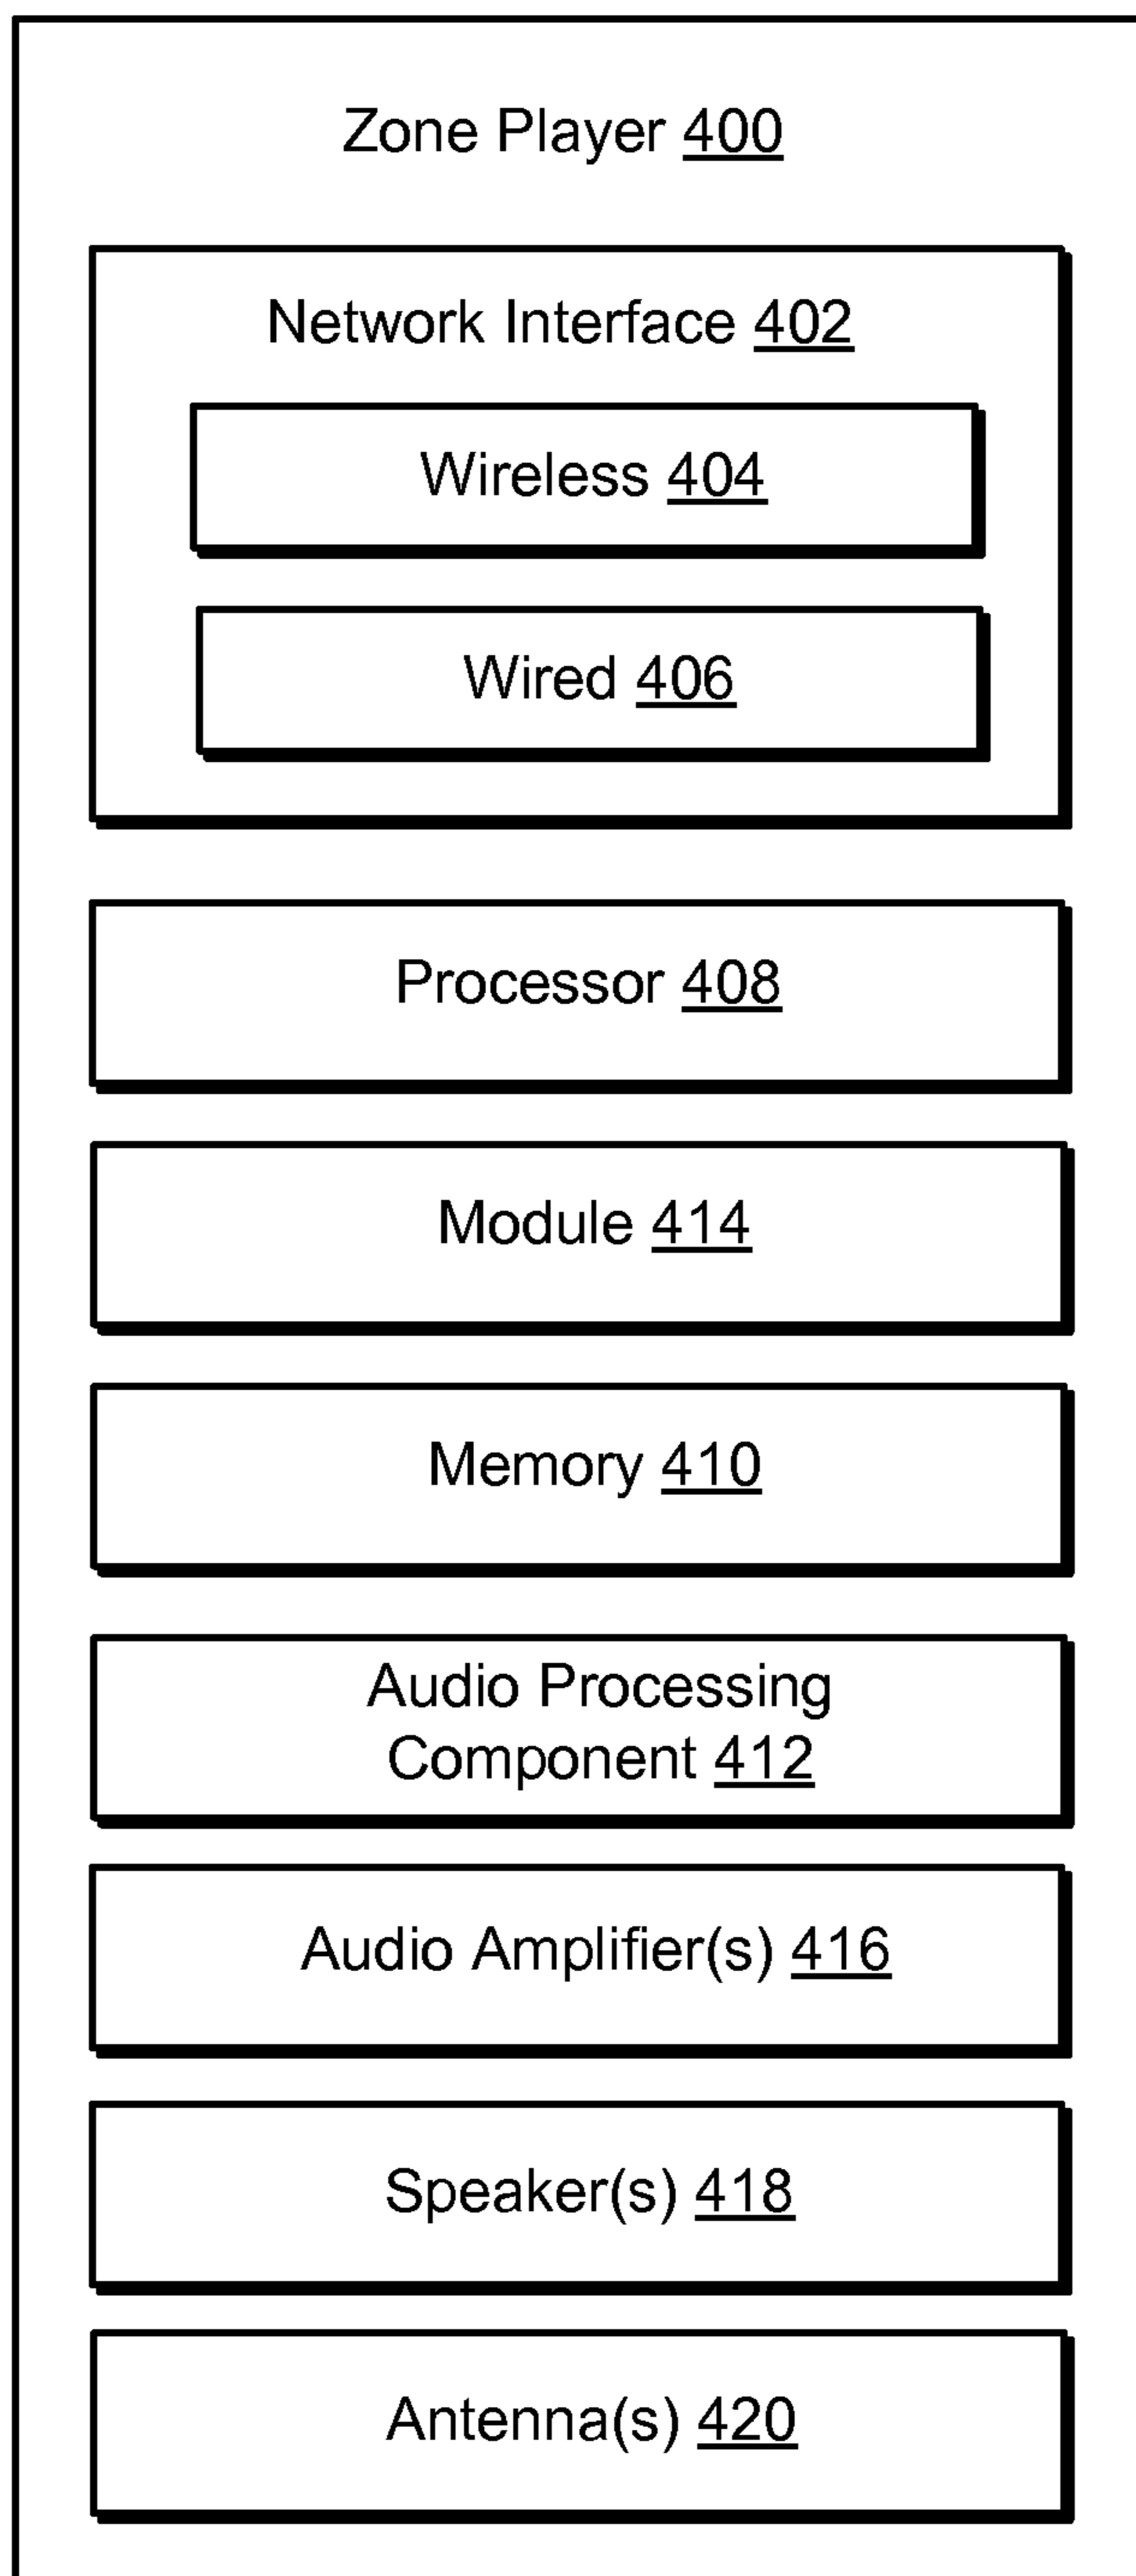 Zone Player 400
Network Interface 402
Wireless 404
Wired 406
Processor 408
Module 414
Memory 410
Audio Processing
Component 412
Audio Amplifier(s) 416
Speaker(s) 418
Antenna(s) 420